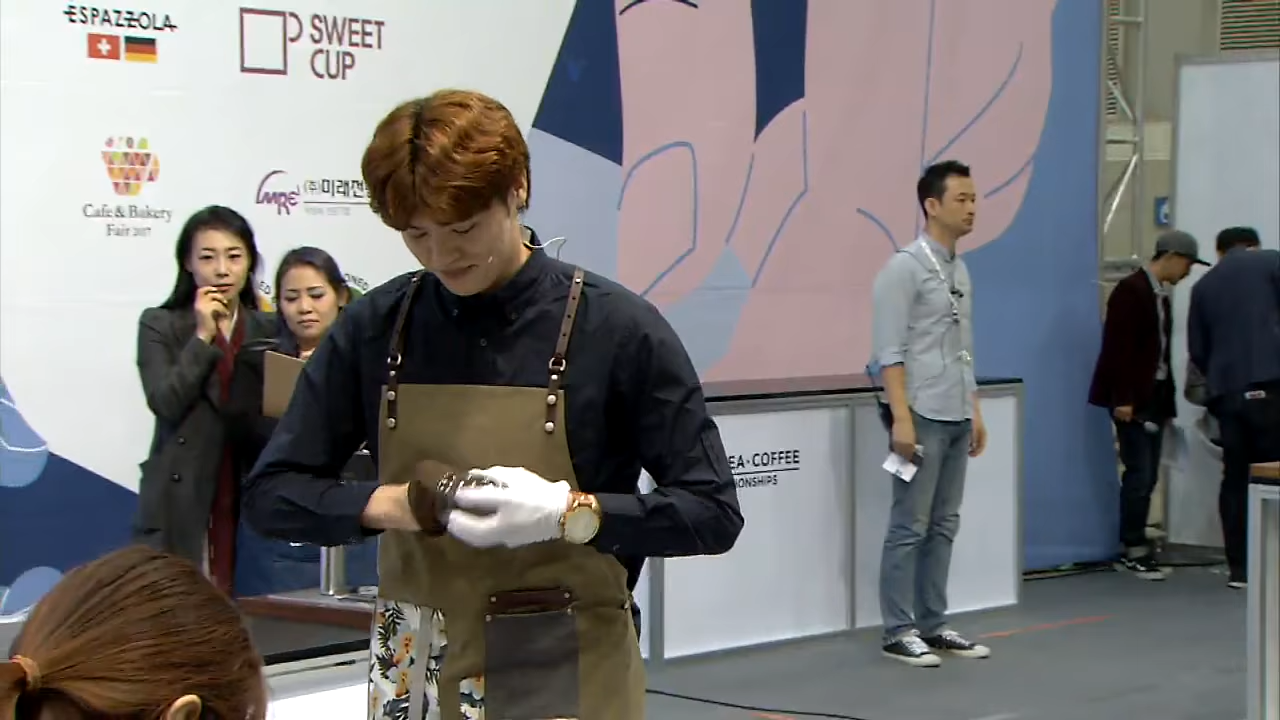 ESPAZZOLA
SWEET
CUP
Cafe & Bakery
Fair 2017
MRE
(주)미래전
EA·COFFEE
IONSHIPS